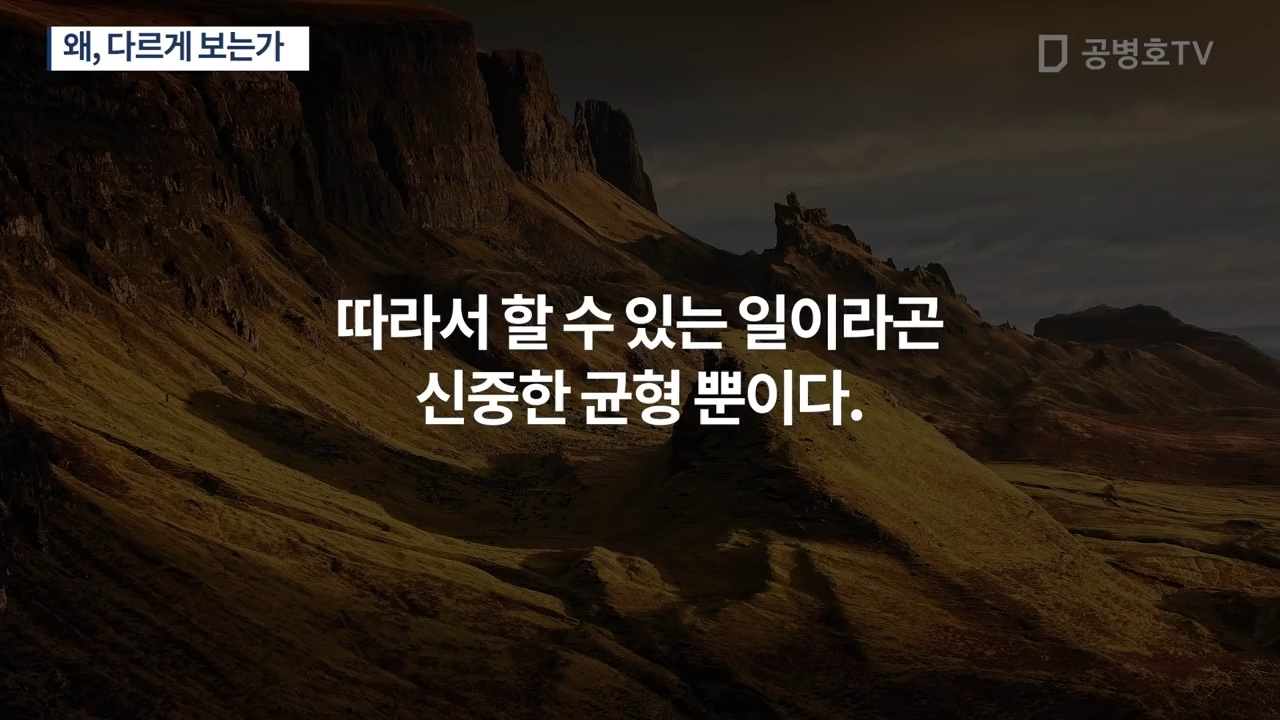 왜, 다르게 보는가
공병호TV
따라서 할 수 있는 일이라곤
신중한 균형 뿐이다.